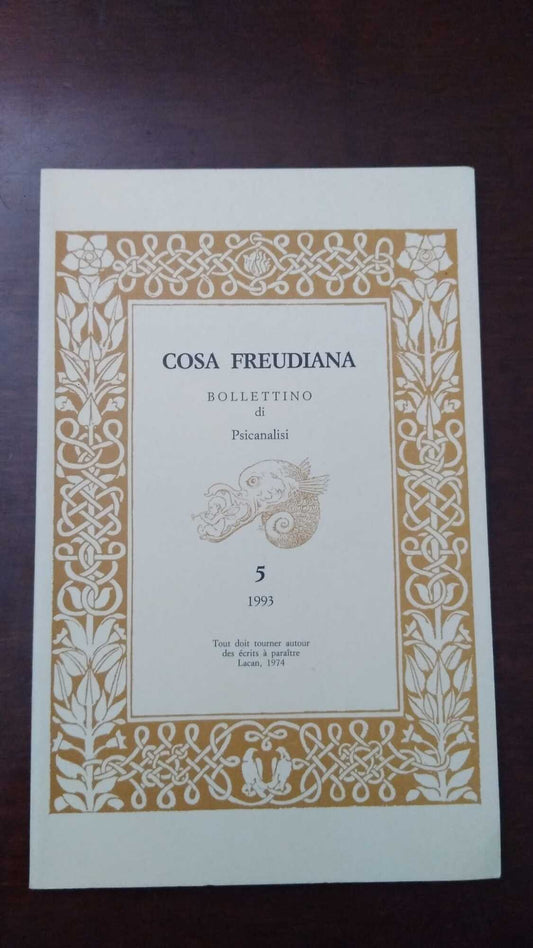 COSA FREUDIANA
BOLLETTINO
di
Psicanalisi
5
1993
Tout doit tourner autour
des écrits à paraître
Lacan, 1974